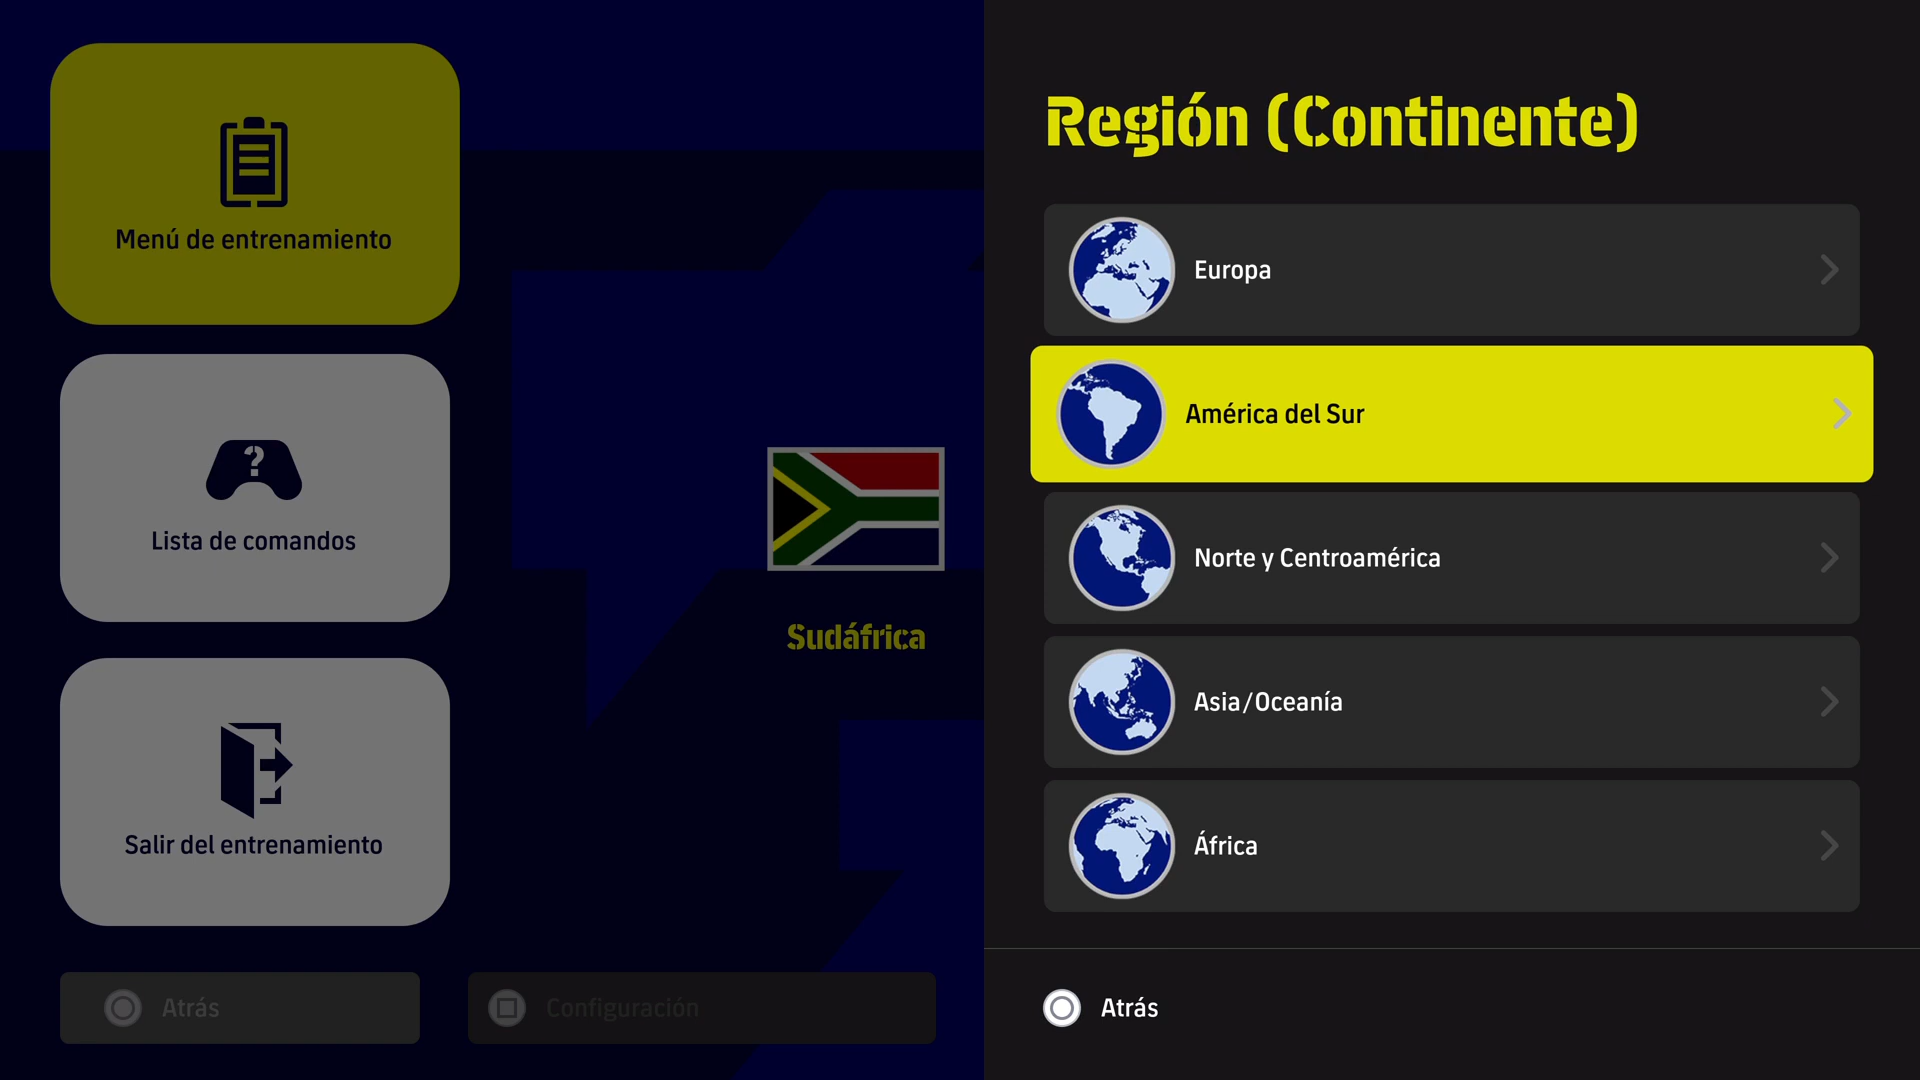 Menú de entrenamiento
?
Lista de comandos
Salir del entrenamiento
Sudáfrica
Atrás
Configuración
Región (Continente)
Europa
América del Sur
Norte y Centroamérica
Asia/Oceanía
África
Atrás